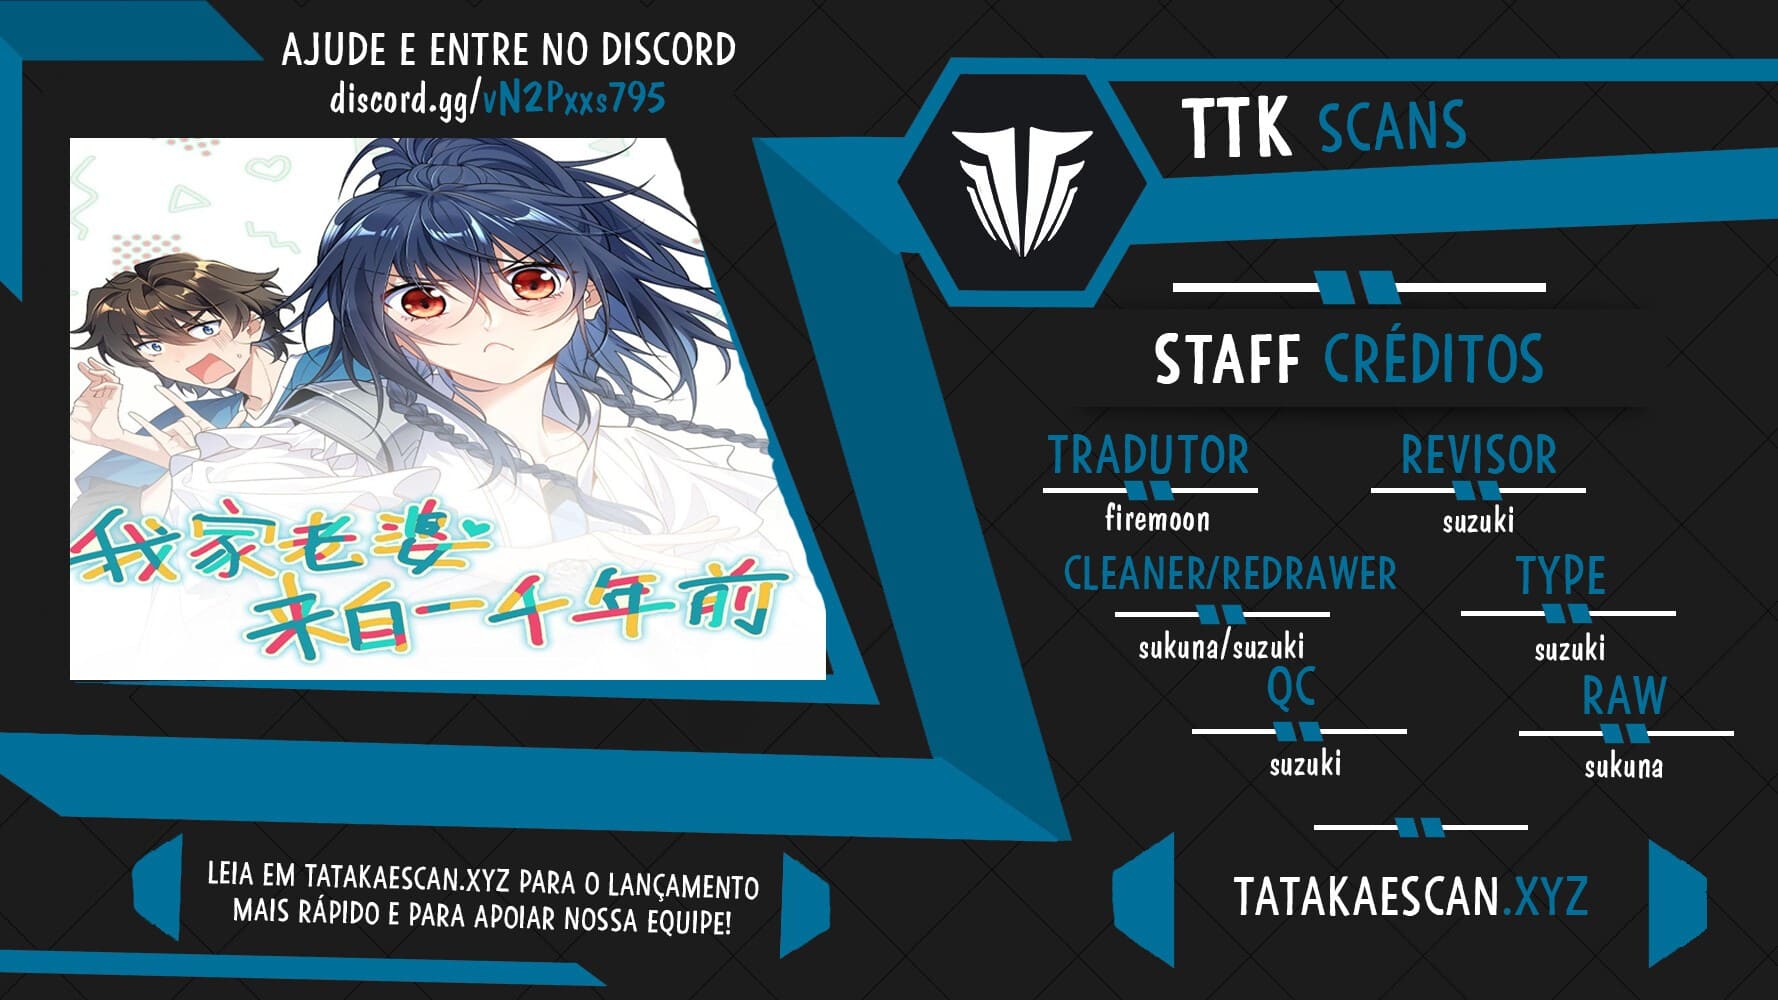 AJUDE E ENTRE NO DISCORD
discord.gg/vN2Pxxs795
我家老婆
来自一千年前
LEIA EM TATAKAESCAN.XYZ PARA O LANÇAMENTO
MAIS RÁPIDO E PARA APOIAR NOSSA EQUIPE!
TTK SCANS
STAFF CRÉDITOS
TRADUTOR
firemoon
REVISOR
suzuki
CLEANER/REDRAWER
sukuna/suzuki
TYPE
suzuki
QC
suzuki
RAW
sukuna
TATAKAESCAN.XYZ